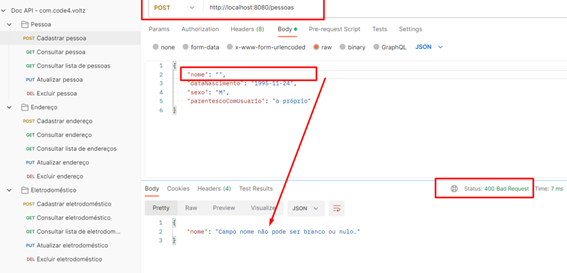 Doc API - com.code4.voltz
Pessoa
POST Cadastrar pessoa
GET Consultar pessoa
GET Consultar lista de pessoas
PUT Atualizar pessoa
DEL Excluir pessoa
Endereço
POST Cadastrar endereço
GET Consultar endereço
GET Consultar lista de endereços
PUT Atualizar endereço
DEL Excluir endereço
Eletrodoméstico
POST Cadastrar eletrodoméstico
GET Consultar eletrodoméstico
GET Consultar lista de eletrodom...
PUT Atualizar eletrodoméstico
DEL Excluir eletrodoméstico
POST http://localhost:8080/pessoas
Params Authorization Headers (8) Body Pre-request Script Tests Settings
none form-data x-www-form-urlencoded raw binary GraphQL JSON
1 {
2 "nome": "",
3 "dataNascimento": "1996-11-24",
4 "sexo": "M",
5 "parentescoComUsuario": "o próprio"
6 }
Body Cookies Headers (4) Test Results Status: 400 Bad Request Time: 7 ms
Pretty Raw Preview Visualize JSON
1 {
2 "nome": "Campo nome não pode ser branco ou nulo."
3 }